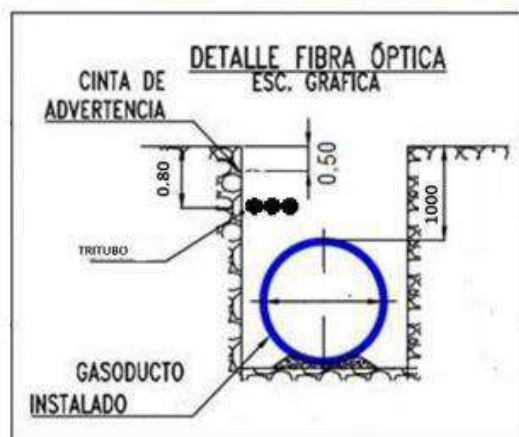 DETALLE FIBRA ÓPTICA
ESC. GRAFICA
CINTA DE
ADVERTENCIA
0.50
0.80
1000
TRITUBO
GASODUCTO
INSTALADO